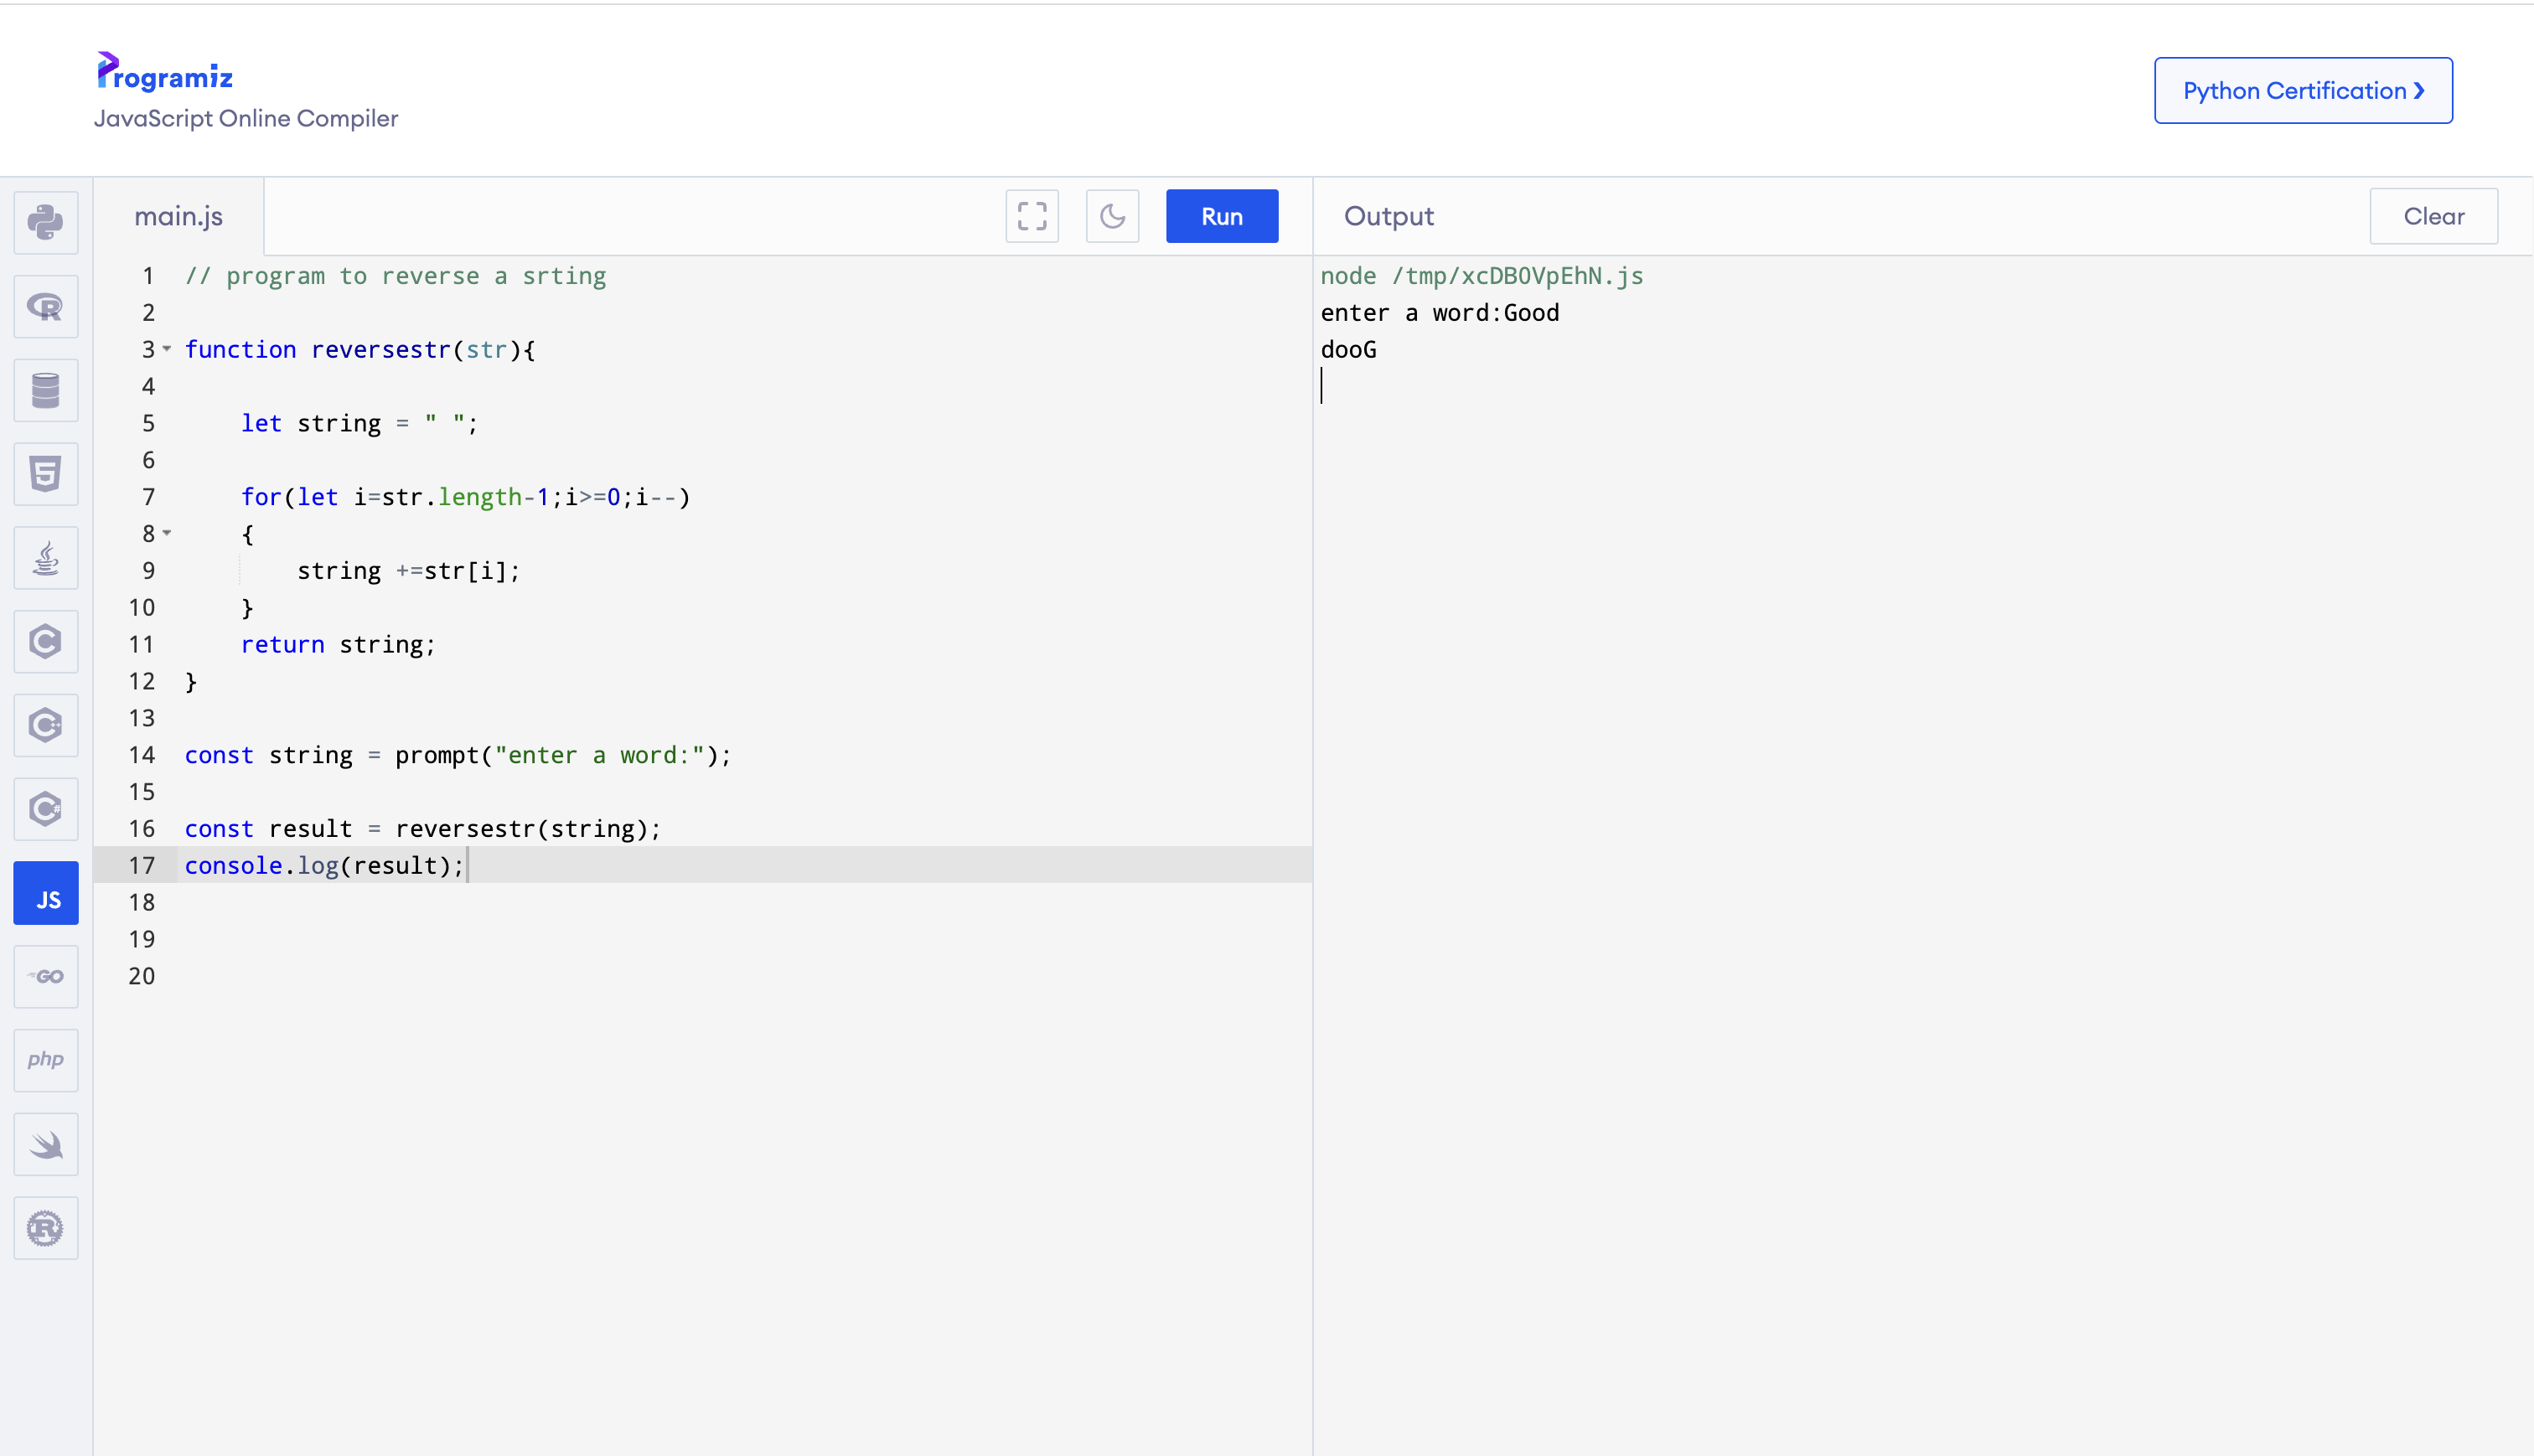 Programiz
JavaScript Online Compiler
Python Certification ❯
main.js
Run
Output
Clear
1 // program to reverse a srting
2
3 function reversestr(str){
4
5     let string = " ";
6
7     for(let i=str.length-1;i>=0;i--)
8     {
9         string +=str[i];
10     }
11     return string;
12 }
13
14 const string = prompt("enter a word:");
15
16 const result = reversestr(string);
17 console.log(result);
18
19
20
node /tmp/xcDB0VpEhN.js
enter a word:Good
dooG
R
5
C
C++
C#
JS
GO
php
R